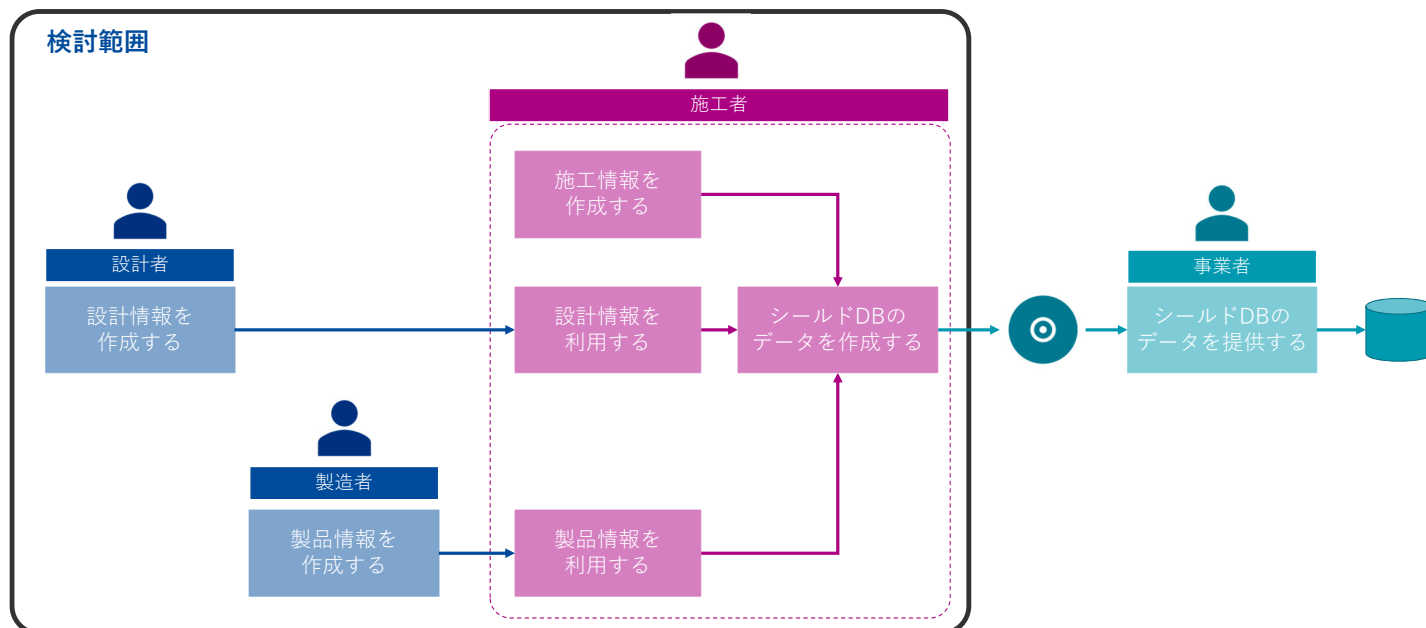 検討範囲
施工者
施工情報を
作成する
設計者
設計情報を
作成する
設計情報を
利用する
シールドDBの
データを作成する
事業者
シールドDBの
データを提供する
製造者
製品情報を
作成する
製品情報を
利用する